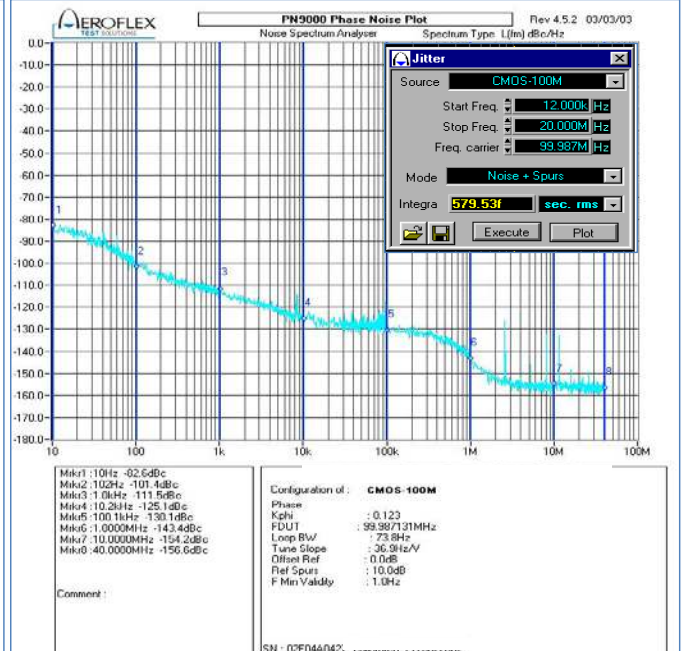 AEROFLEX
TEST SOLUTIONS
PN9000 Phase Noise Plot
Rev 4.5.2 03/03/03
Noise Spectrum Analyser
Spectrum Type L(fm) dBc/Hz
Jitter
Source CMOS-100M
Start Freq. 12.000k Hz
Stop Freq. 20.000M Hz
Freq. carrier 99.987M Hz
Mode Noise + Spurs
Integra 579.53f sec. rms
Execute Plot
0.0
-10.0
-20.0
-30.0
-40.0
-50.0
-60.0
-70.0
-80.0
-90.0
-100.0
-110.0
-120.0
-130.0
-140.0
-150.0
-160.0
-170.0
-180.0
1
2
3
4
5
6
7
8
10 100 1k 10k 100k 1M 10M 100M
Mrkr1 :10Hz -82.6dBc
Mrkr2 :102Hz -101.4dBc
Mrkr3 :1.0kHz -111.5dBc
Mrkr4 :10.2kHz -125.1dBc
Mrkr5 :100.1kHz -130.1dBc
Mrkr6 :1.0000MHz -143.4dBc
Mrkr7 :10.0000MHz -154.2dBc
Mrkr8 :40.0000MHz -156.6dBc
Comment :
Configuration of : CMOS-100M
Phase
Kphi : 0.123
FDUT : 99.987131MHz
Loop BW : 73.8Hz
Tune Slope : 36.9Hz/V
Offset Ref : 0.0dB
Ref Spurs : 10.0dB
F Min Validity : 1.0Hz
SN :